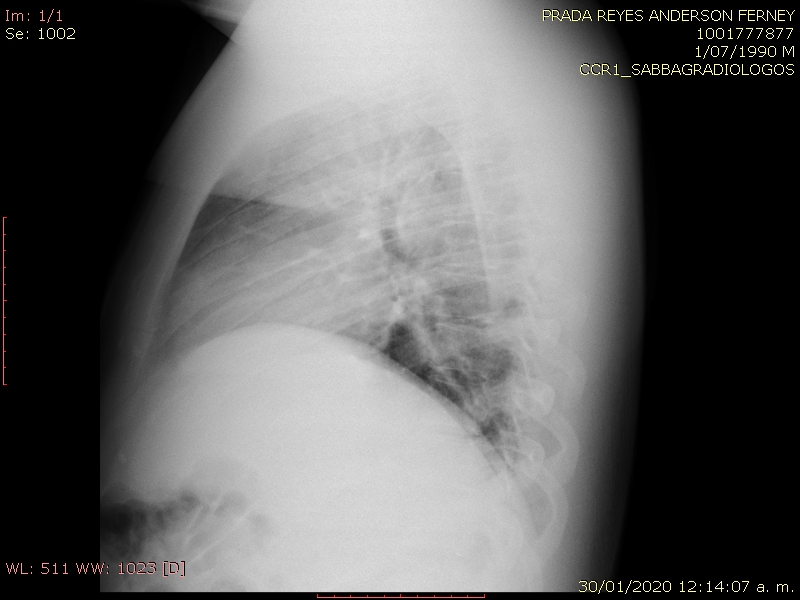 Im: 1/1
Se: 1002
PRADA REYES ANDERSON FERNEY
1001777877
1/07/1990 M
CCR1_SABBAGRADIOLOGOS
WL: 511 WW: 1023 [D]
30/01/2020 12:14:07 a. m.